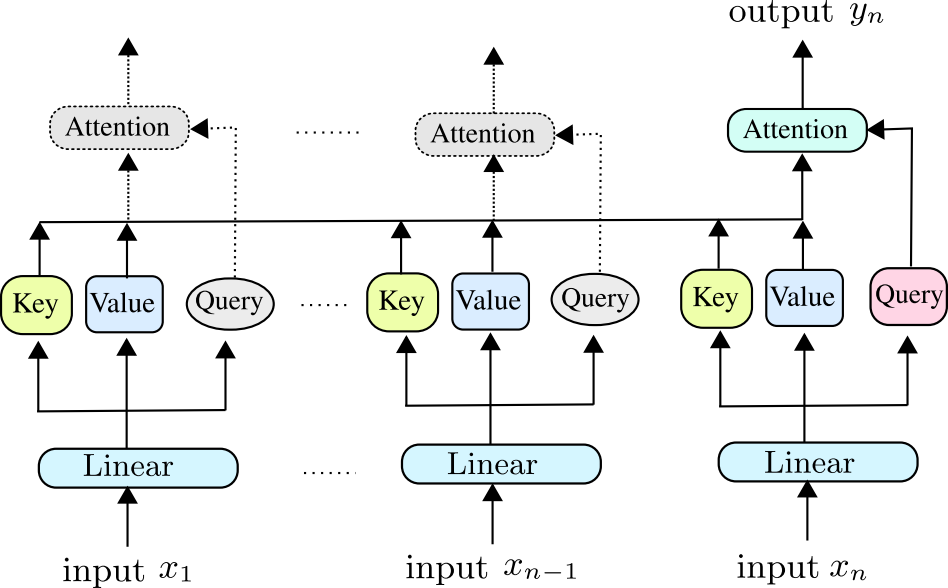 output yₙ
Attention
Attention
Attention
Key
Value
Query
Key
Value
Query
Key
Value
Query
Linear
Linear
Linear
input x₁
input xₙ₋₁
input xₙ